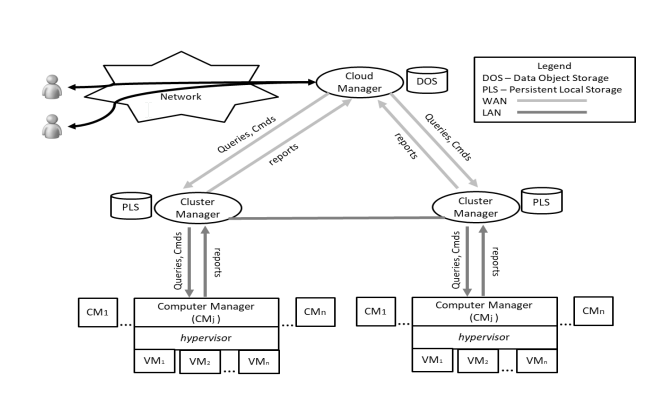 Cloud
Manager
DOS
Legend
DOS – Data Object Storage
PLS – Persistent Local Storage
WAN
LAN
Network
Queries, Cmds
reports
reports
Queries, Cmds
PLS
Cluster
Manager
Cluster
Manager
PLS
Queries, Cmps
reports
Queries, Cmds
reports
CM1
...
Computer Manager
(CMj )
hypervisor
VM1
VM2
...
VMn
...
CMn
CM1
...
Computer Manager
(CMj )
hypervisor
VM1
VM2
...
VMn
...
CMn